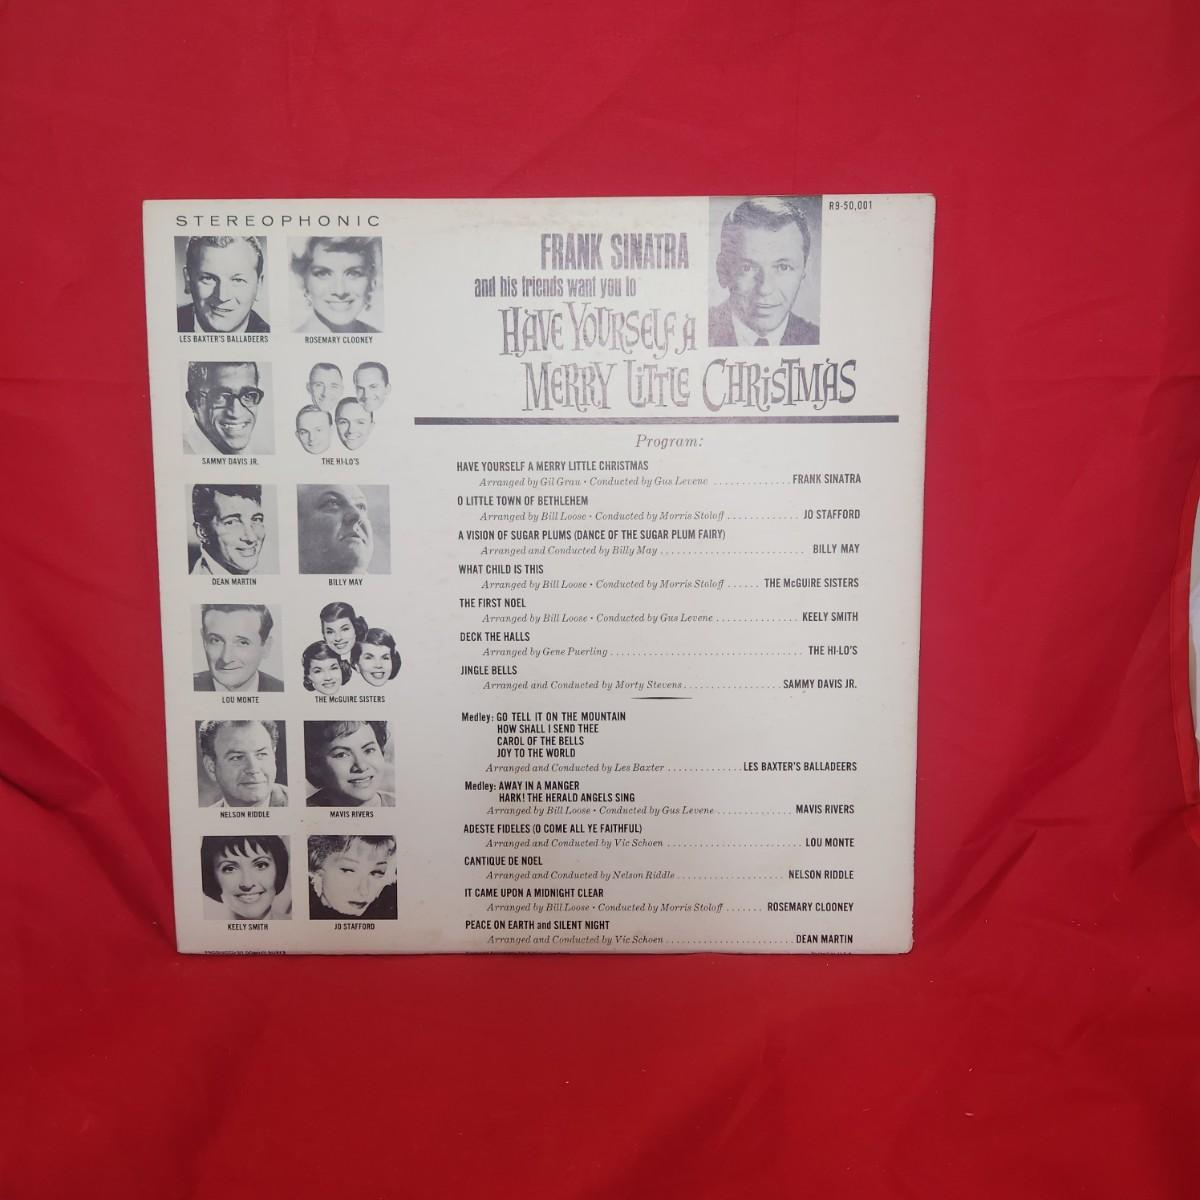 STEREOPHONIC
R9-50,001
FRANK SINATRA
and his friends want you to
HAVE YOURSELF A
MERRY LITTLE CHRISTMAS
LES BAXTER'S BALLADEERS
ROSEMARY CLOONEY
SAMMY DAVIS JR.
THE HI-LO'S
DEAN MARTIN
BILLY MAY
LOU MONTE
THE McGUIRE SISTERS
NELSON RIDDLE
MAVIS RIVERS
KEELY SMITH
JO STAFFORD
Program:
HAVE YOURSELF A MERRY LITTLE CHRISTMAS
Arranged by Gil Grau • Conducted by Gus Levene .............. FRANK SINATRA
O LITTLE TOWN OF BETHLEHEM
Arranged by Bill Loose • Conducted by Morris Stoloff ............. JO STAFFORD
A VISION OF SUGAR PLUMS (DANCE OF THE SUGAR PLUM FAIRY)
Arranged and Conducted by Billy May ......................... BILLY MAY
WHAT CHILD IS THIS
Arranged by Bill Loose • Conducted by Morris Stoloff ...... THE McGUIRE SISTERS
THE FIRST NOEL
Arranged by Bill Loose • Conducted by Gus Levene ............... KEELY SMITH
DECK THE HALLS
Arranged by Gene Puerling .................................. THE HI-LO'S
JINGLE BELLS
Arranged and Conducted by Morty Stevens ................. SAMMY DAVIS JR.
Medley: GO TELL IT ON THE MOUNTAIN
HOW SHALL I SEND THEE
CAROL OF THE BELLS
JOY TO THE WORLD
Arranged and Conducted by Les Baxter ............. LES BAXTER'S BALLADEERS
Medley: AWAY IN A MANGER
HARK! THE HERALD ANGELS SING
Arranged by Bill Loose • Conducted by Gus Levene .............. MAVIS RIVERS
ADESTE FIDELES (O COME ALL YE FAITHFUL)
Arranged and Conducted by Vic Schoen ......................... LOU MONTE
CANTIQUE DE NOEL
Arranged and Conducted by Nelson Riddle ................... NELSON RIDDLE
IT CAME UPON A MIDNIGHT CLEAR
Arranged by Bill Loose • Conducted by Morris Stoloff ....... ROSEMARY CLOONEY
PEACE ON EARTH and SILENT NIGHT
Arranged and Conducted by Vic Schoen ....................... DEAN MARTIN